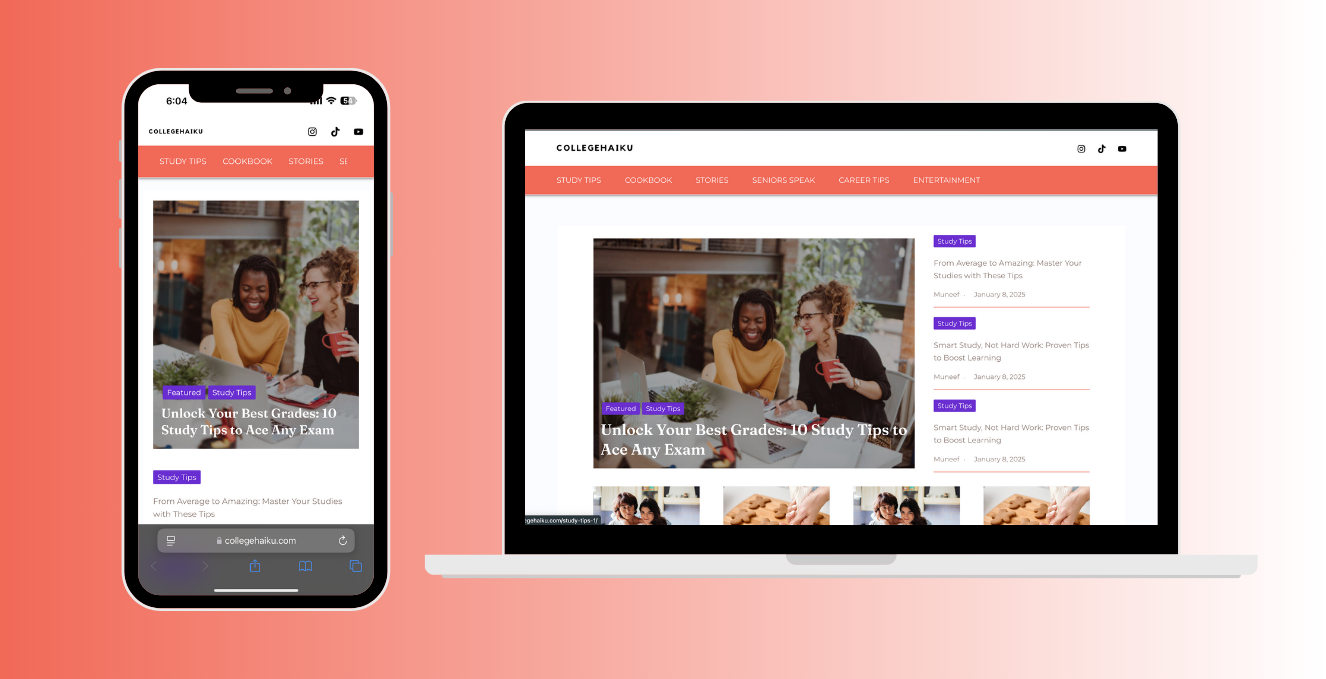 6:04
COLLEGEHAIKU
STUDY TIPS COOKBOOK STORIES SE
Featured Study Tips
Unlock Your Best Grades: 10
Study Tips to Ace Any Exam
Study Tips
From Average to Amazing: Master Your Studies
with These Tips
collegehaiku.com
COLLEGEHAIKU
STUDY TIPS COOKBOOK STORIES SENIORS SPEAK CAREER TIPS ENTERTAINMENT
Featured Study Tips
Unlock Your Best Grades: 10 Study Tips to
Ace Any Exam
Study Tips
From Average to Amazing: Master Your
Studies with These Tips
Muneef - January 8, 2025
Study Tips
Smart Study, Not Hard Work: Proven Tips
to Boost Learning
Muneef - January 8, 2025
Study Tips
Smart Study, Not Hard Work: Proven Tips
to Boost Learning
Muneef - January 8, 2025
egehaiku.com/study-tips-1/